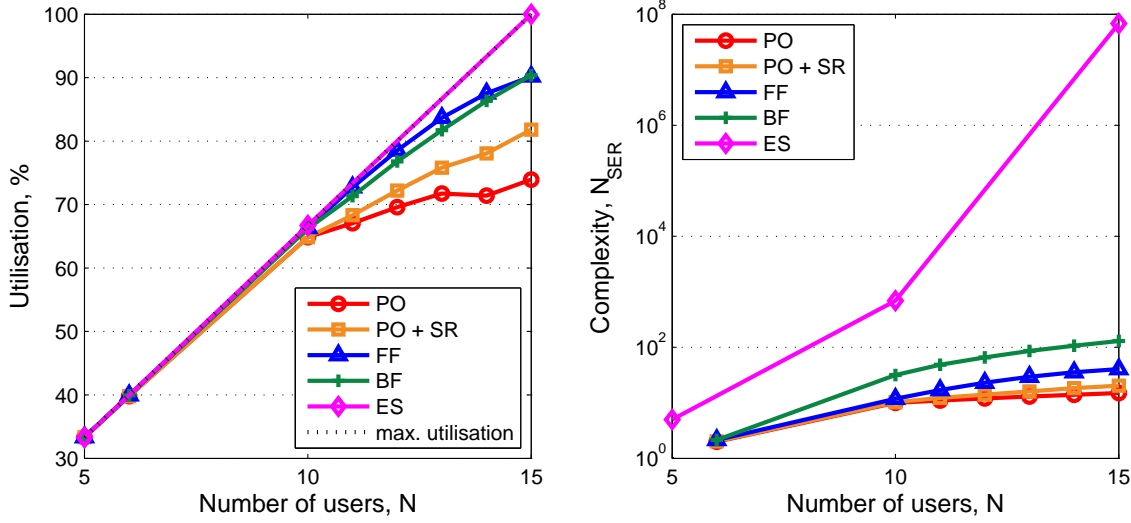 100
90
80
70
60
50
40
30
5
10
15
Utilisation, %
Number of users, N
PO
PO + SR
FF
BF
ES
max. utilisation
10^8
10^6
10^4
10^2
10^0
5
10
15
Complexity, N_SER
Number of users, N
PO
PO + SR
FF
BF
ES